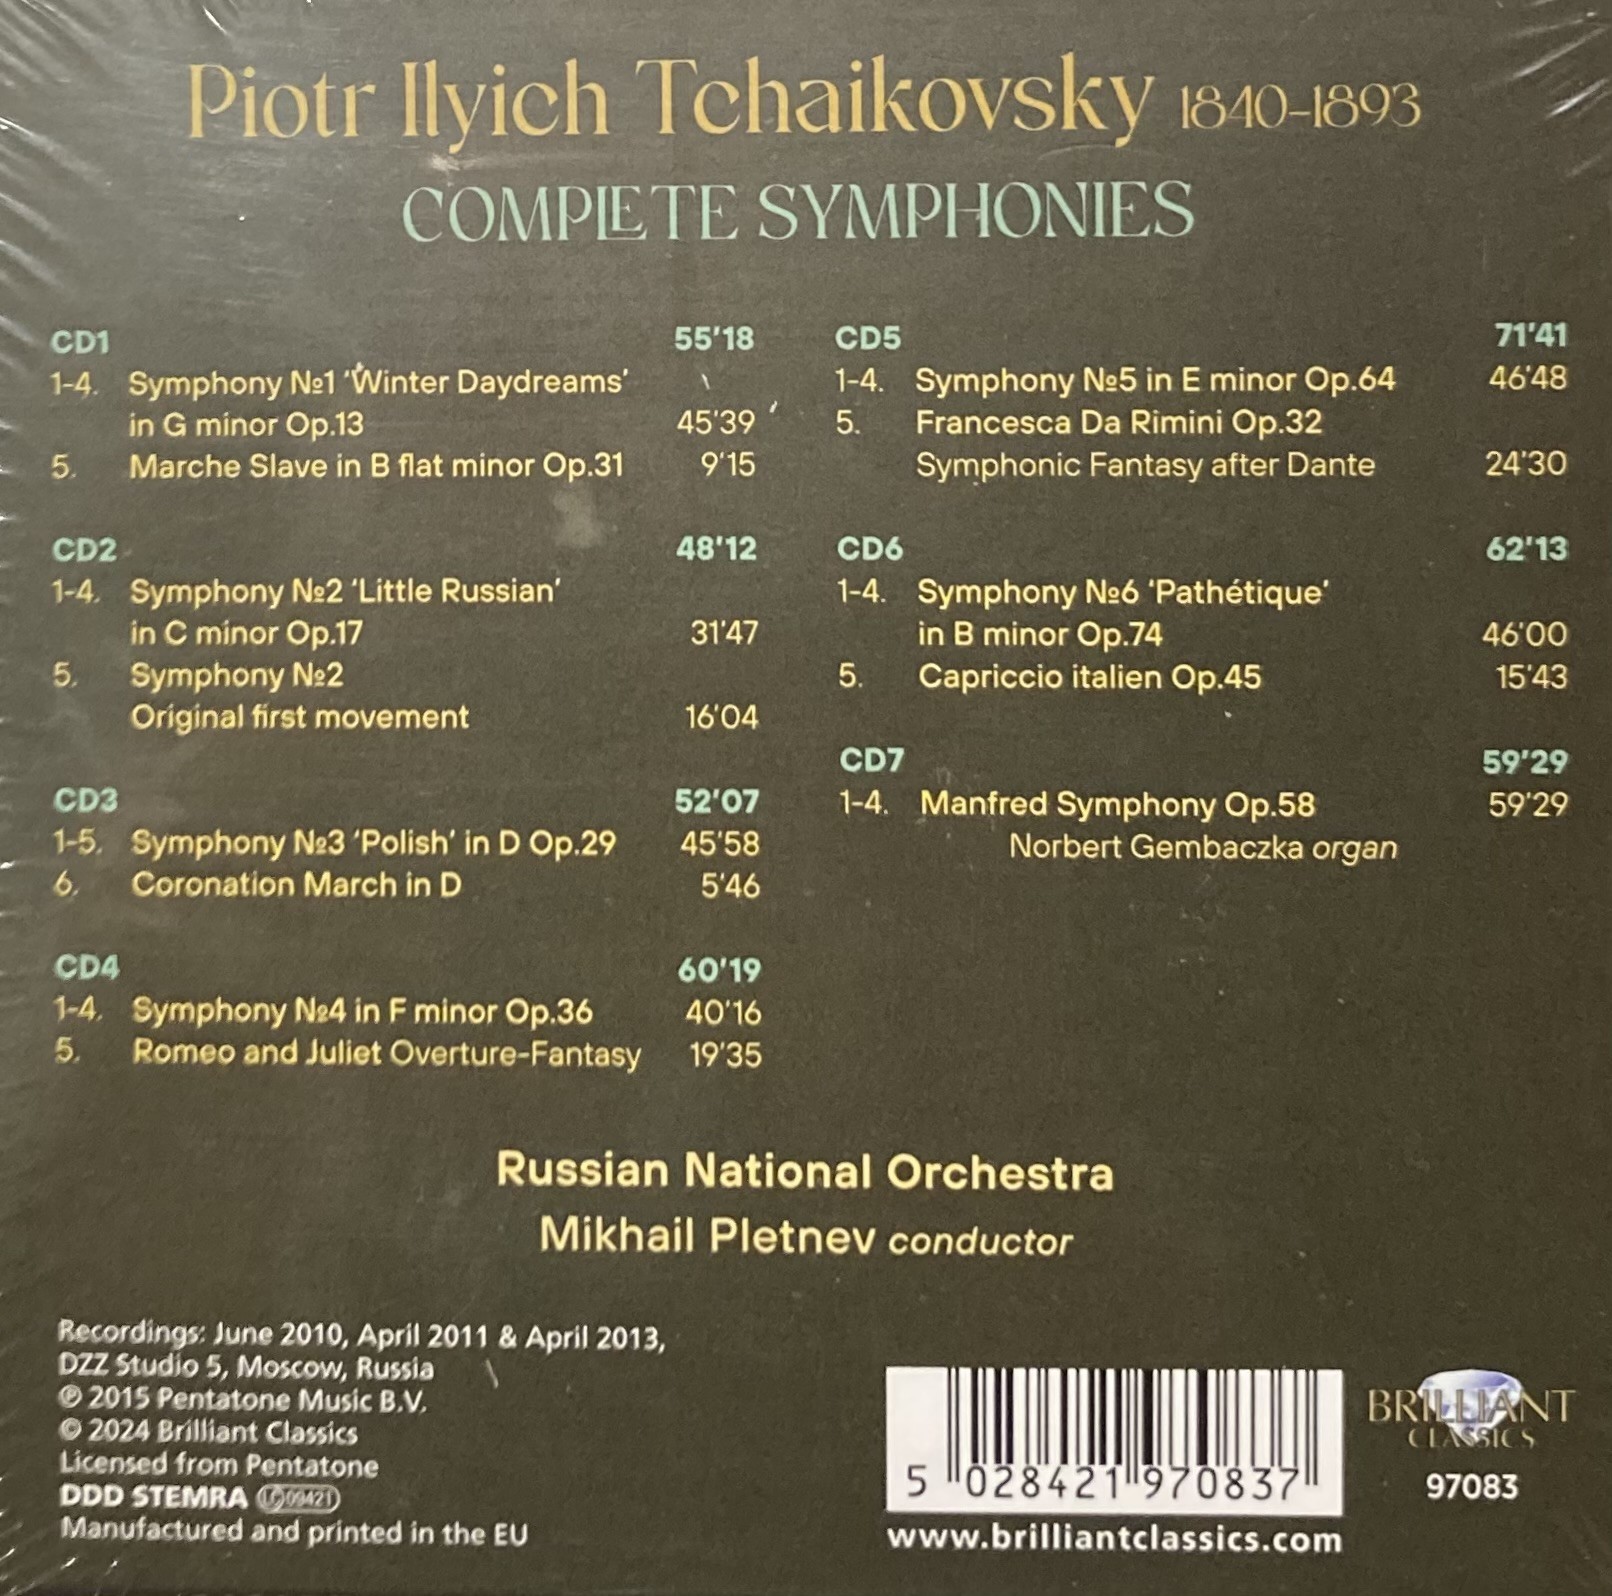 Piotr Ilyich Tchaikovsky 1840-1893
COMPLETE SYMPHONIES
CD1 55'18
1-4. Symphony №1 'Winter Daydreams'
in G minor Op.13 45'39
5. Marche Slave in B flat minor Op.31 9'15
CD2 48'12
1-4. Symphony №2 'Little Russian'
in C minor Op.17 31'47
5. Symphony №2
Original first movement 16'04
CD3 52'07
1-5. Symphony №3 'Polish' in D Op.29 45'58
6. Coronation March in D 5'46
CD4 60'19
1-4. Symphony №4 in F minor Op.36 40'16
5. Romeo and Juliet Overture-Fantasy 19'35
CD5 71'41
1-4. Symphony №5 in E minor Op.64 46'48
5. Francesca Da Rimini Op.32
Symphonic Fantasy after Dante 24'30
CD6 62'13
1-4. Symphony №6 'Pathétique'
in B minor Op.74 46'00
5. Capriccio italien Op.45 15'43
CD7 59'29
1-4. Manfred Symphony Op.58 59'29
Norbert Gembaczka organ
Russian National Orchestra
Mikhail Pletnev conductor
Recordings: June 2010, April 2011 & April 2013,
DZZ Studio 5, Moscow, Russia
℗ 2015 Pentatone Music B.V.
© 2024 Brilliant Classics
Licensed from Pentatone
DDD STEMRA LC 09421
Manufactured and printed in the EU
5 028421 970837
www.brilliantclassics.com
BRILLIANT
CLASSICS
97083